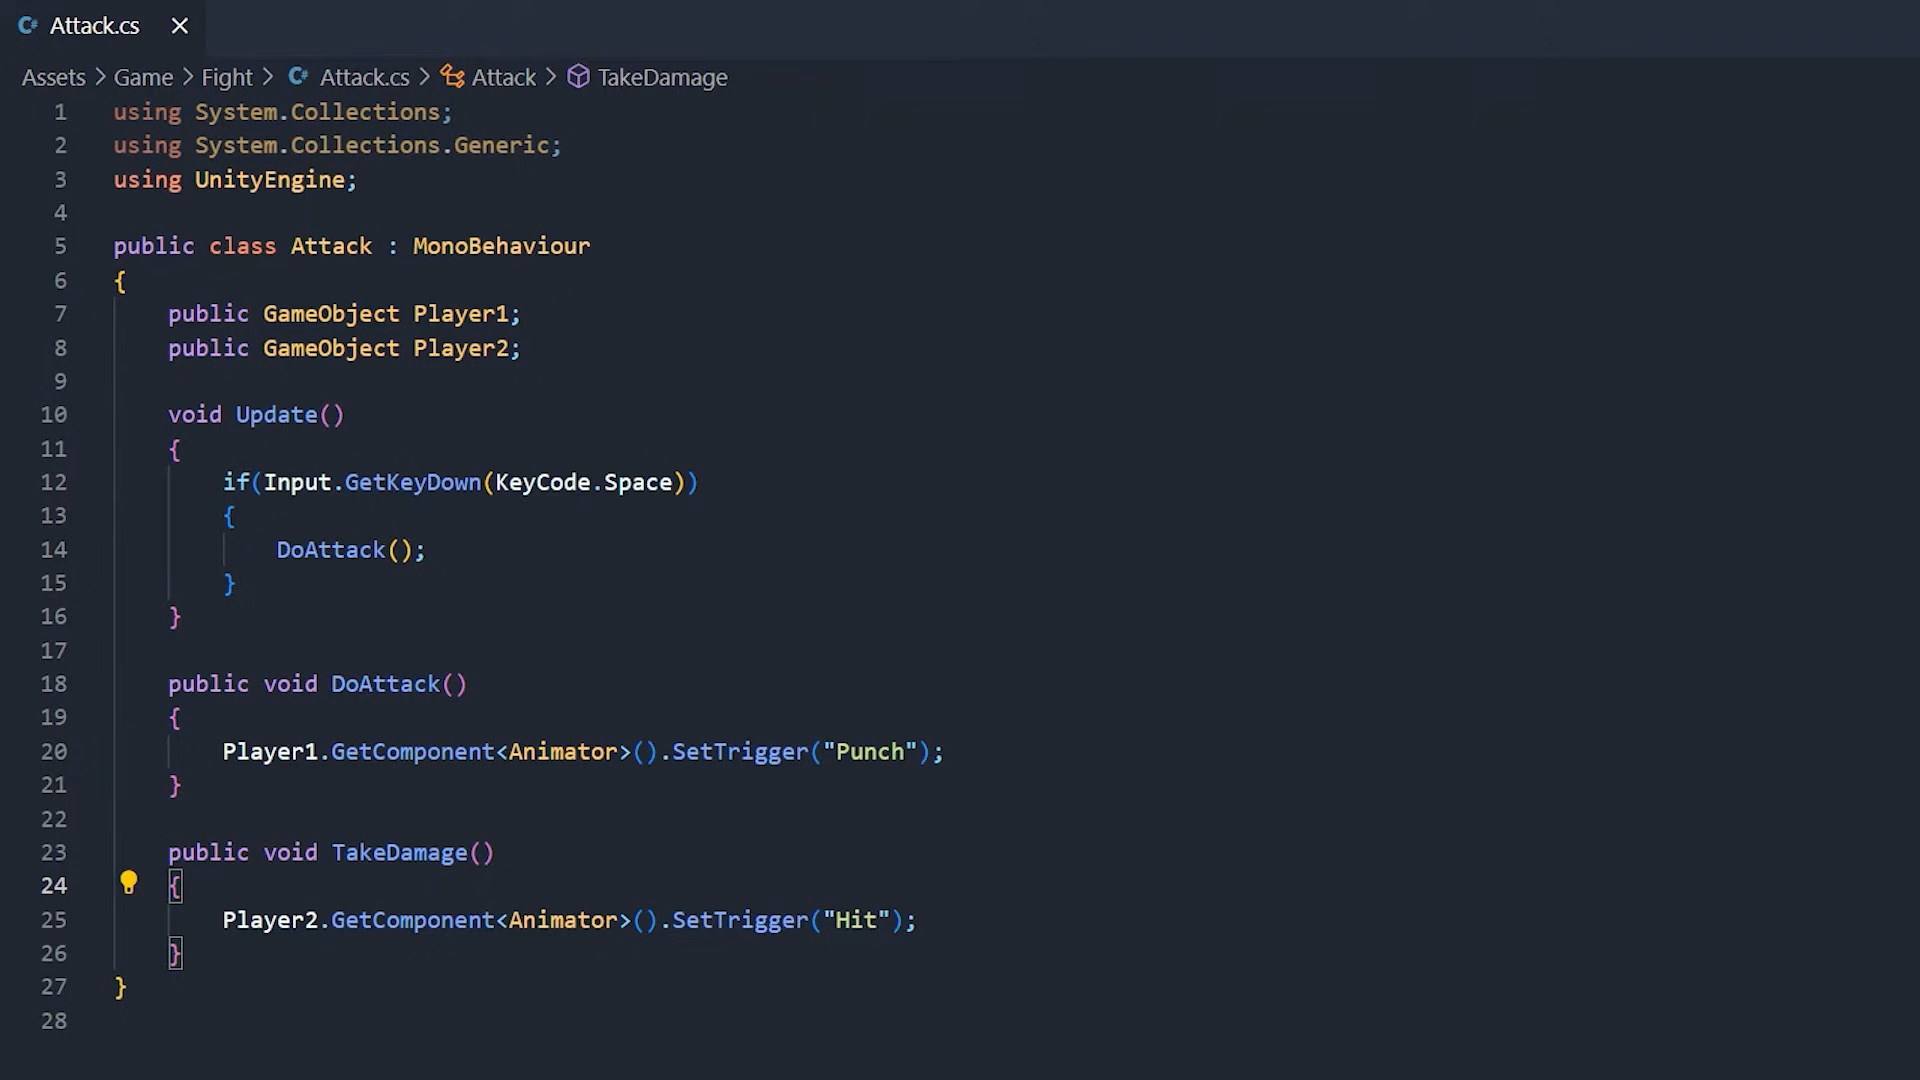 Attack.cs
Assets > Game > Fight > Attack.cs > Attack > TakeDamage
1 using System.Collections;
2 using System.Collections.Generic;
3 using UnityEngine;
4
5 public class Attack : MonoBehaviour
6 {
7     public GameObject Player1;
8     public GameObject Player2;
9
10     void Update()
11     {
12         if(Input.GetKeyDown(KeyCode.Space))
13         {
14             DoAttack();
15         }
16     }
17
18     public void DoAttack()
19     {
20         Player1.GetComponent<Animator>().SetTrigger("Punch");
21     }
22
23     public void TakeDamage()
24     {
25         Player2.GetComponent<Animator>().SetTrigger("Hit");
26     }
27 }
28